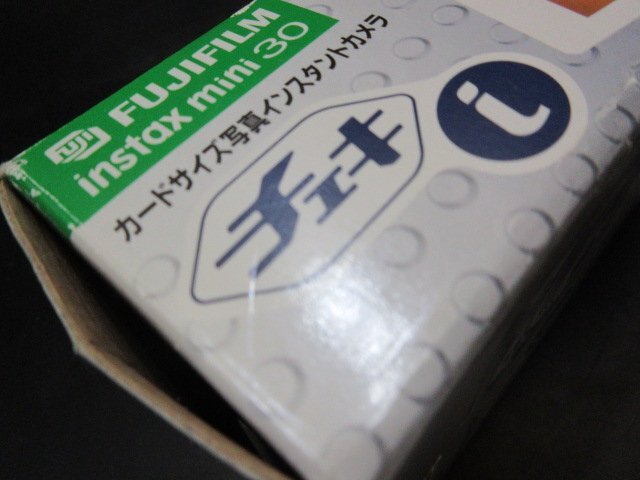 FUJI FUJIFILM
instax mini 30
カードサイズ写真インスタントカメラ
チェキ i